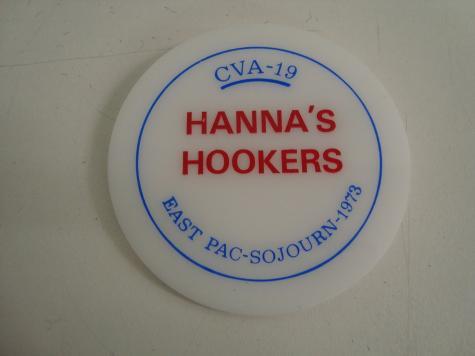 CVA-19
HANNA'S
HOOKERS
EAST PAC-SOJOURN-1973